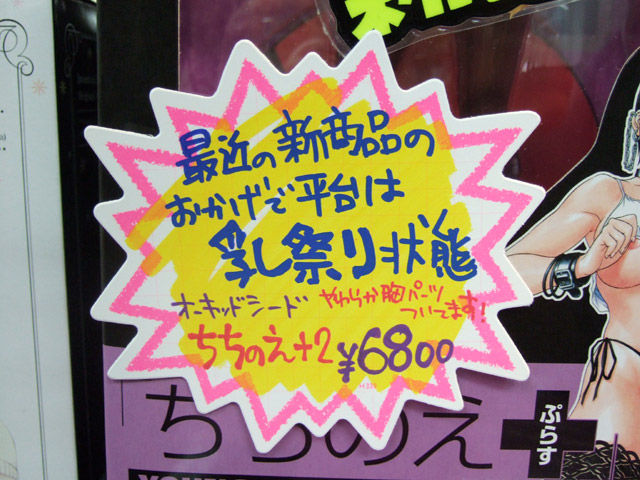 最近の新商品の
おかげで平台は
乳し祭り状態
オーキッドシード やわらか胸パーツ
ついてます!
ちちのえ+2 ¥6800
ちちのえ+
ぷらす